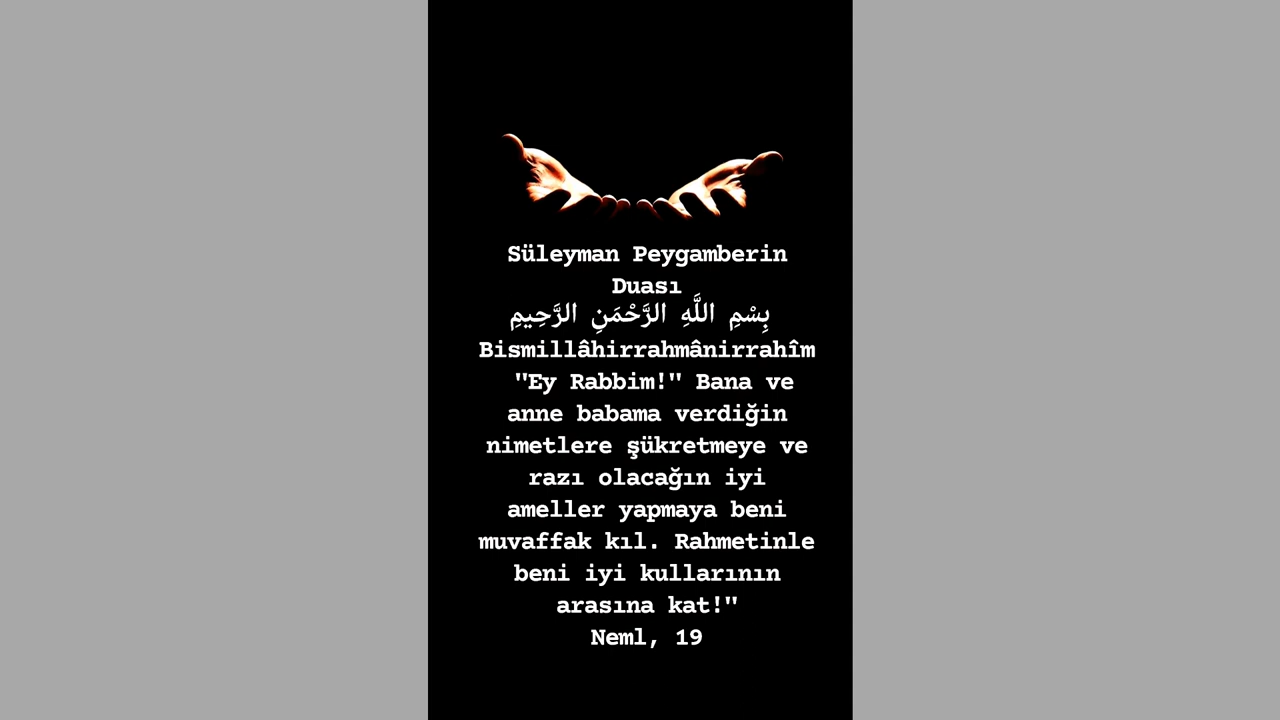 Süleyman Peygamberin
Duası
بِسْمِ اللَّهِ الرَّحْمَنِ الرَّحِيمِ
Bismillâhirrahmânirrahîm
"Ey Rabbim!" Bana ve
anne babama verdiğin
nimetlere şükretmeye ve
razı olacağın iyi
ameller yapmaya beni
muvaffak kıl. Rahmetinle
beni iyi kullarının
arasına kat!"
Neml, 19